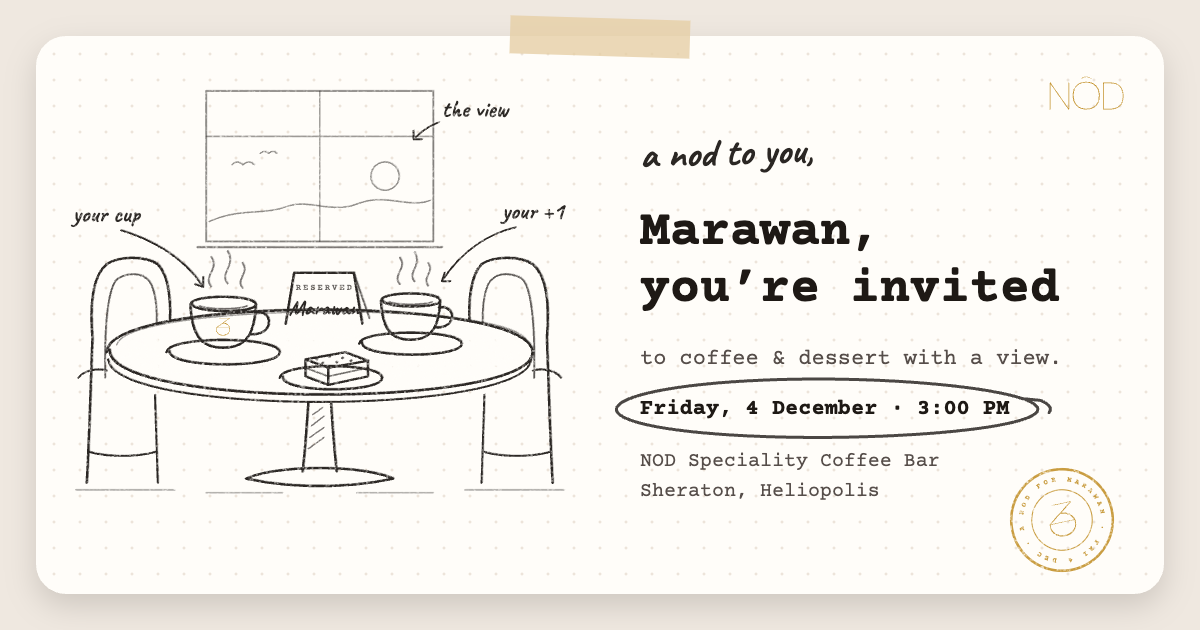 the view
your cup
your +1
RESERVED
Marawan
NOD
a nod to you,
Marawan,
you’re invited
to coffee & dessert with a view.
Friday, 4 December · 3:00 PM
NOD Speciality Coffee Bar
Sheraton, Heliopolis
A NOD FOR MARAWAN · FRI 4 DEC ·